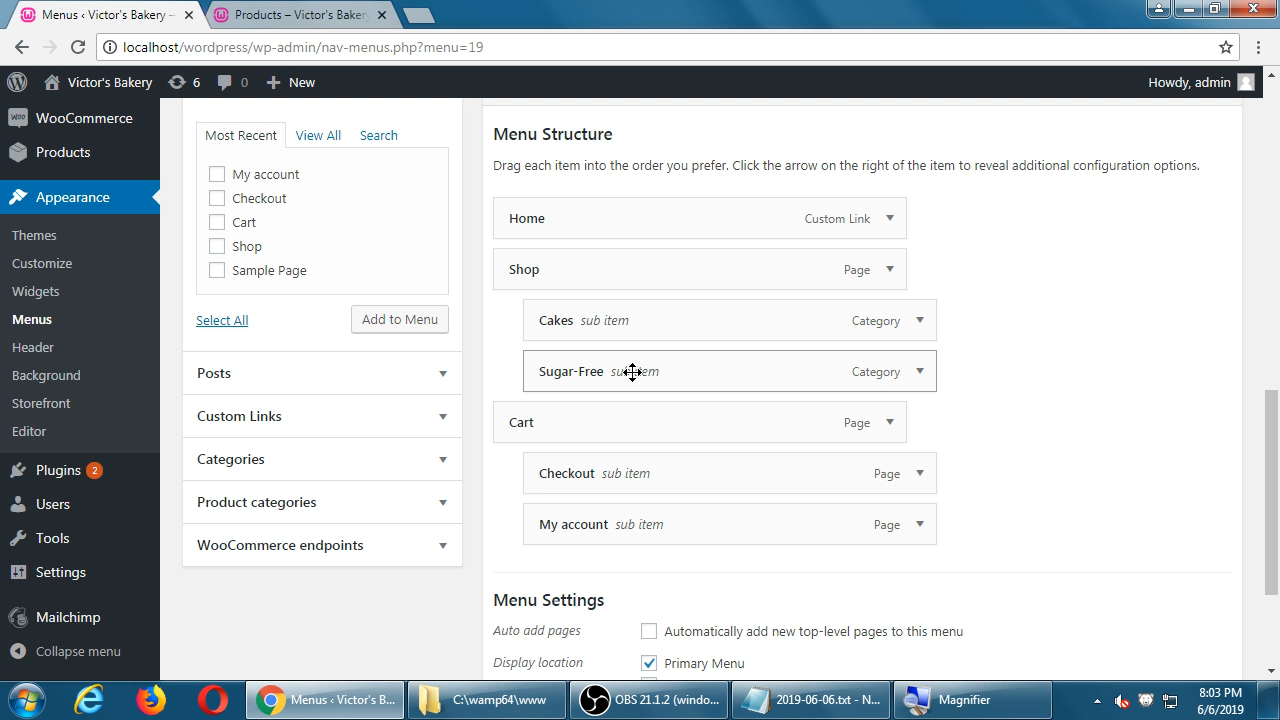 Menus ‹ Victor's Bakery –
Products – Victor's Baker
localhost/wordpress/wp-admin/nav-menus.php?menu=19
Victor's Bakery
6
0
New
Howdy, admin
WooCommerce
Products
Appearance
Themes
Customize
Widgets
Menus
Header
Background
Storefront
Editor
Plugins 2
Users
Tools
Settings
Mailchimp
Collapse menu
Most Recent
View All
Search
My account
Checkout
Cart
Shop
Sample Page
Select All
Add to Menu
Posts
Custom Links
Categories
Product categories
WooCommerce endpoints
Menu Structure
Drag each item into the order you prefer. Click the arrow on the right of the item to reveal additional configuration options.
Home Custom Link
Shop Page
Cakes sub item Category
Sugar-Free sub item Category
Cart Page
Checkout sub item Page
My account sub item Page
Menu Settings
Auto add pages
Automatically add new top-level pages to this menu
Display location
Primary Menu
Menus ‹ Victor's B...
C:\wamp64\www
OBS 21.1.2 (windo...
2019-06-06.txt - N...
Magnifier
8:03 PM
6/6/2019